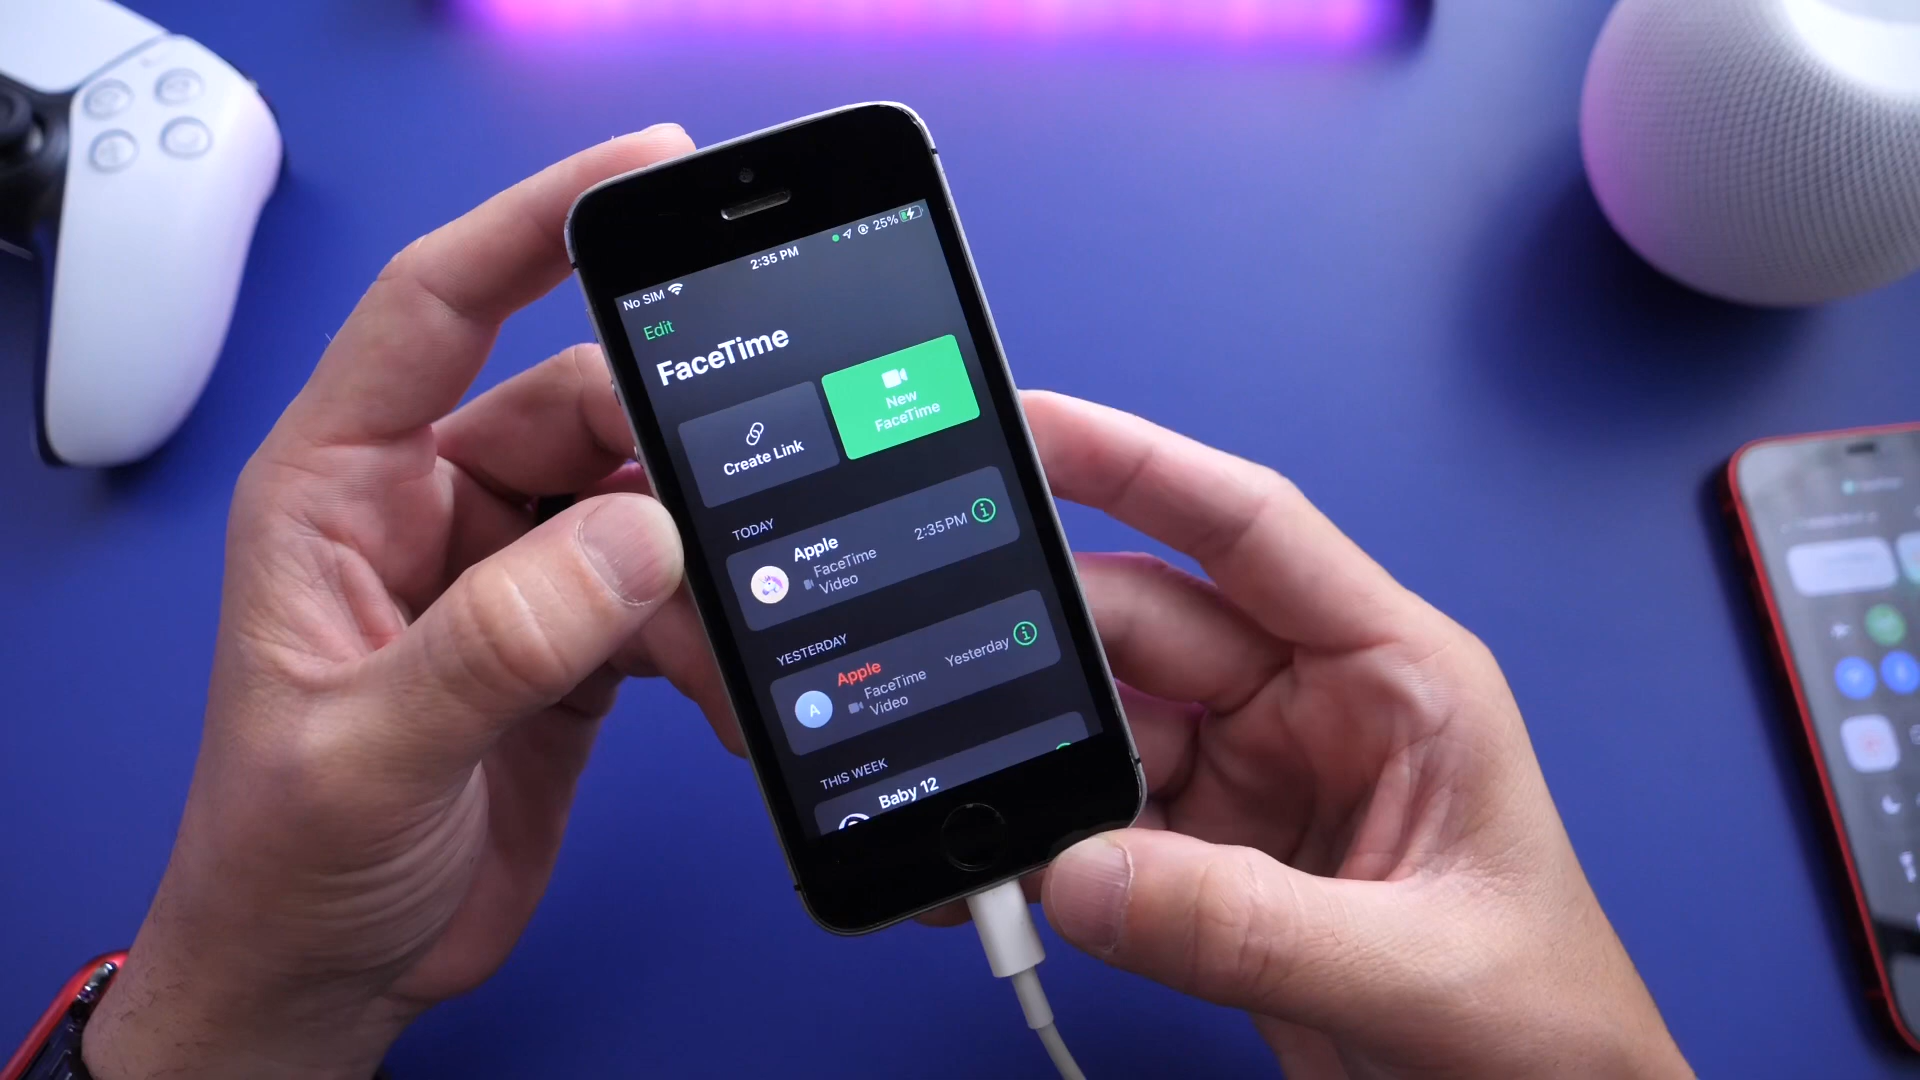 No SIM
2:35 PM
25%
Edit
FaceTime
Create Link
New
FaceTime
TODAY
Apple
FaceTime
Video
2:35 PM
YESTERDAY
A
Apple
FaceTime
Video
Yesterday
THIS WEEK
Baby 12